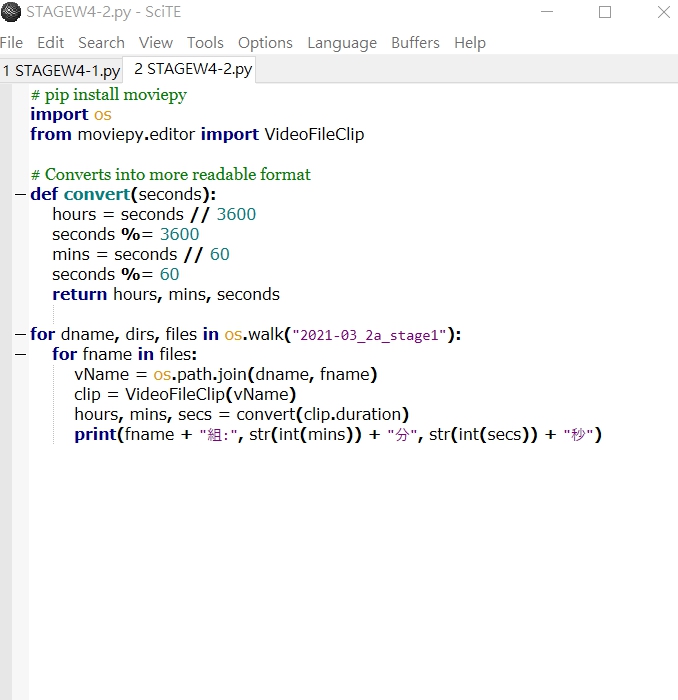 STAGEW4-2.py - SciTE
File Edit Search View Tools Options Language Buffers Help
1 STAGEW4-1.py 2 STAGEW4-2.py
# pip install moviepy
import os
from moviepy.editor import VideoFileClip
# Converts into more readable format
def convert(seconds):
hours = seconds // 3600
seconds %= 3600
mins = seconds // 60
seconds %= 60
return hours, mins, seconds
for dname, dirs, files in os.walk("2021-03_2a_stage1"):
for fname in files:
vName = os.path.join(dname, fname)
clip = VideoFileClip(vName)
hours, mins, secs = convert(clip.duration)
print(fname + "組:", str(int(mins)) + "分", str(int(secs)) + "秒")